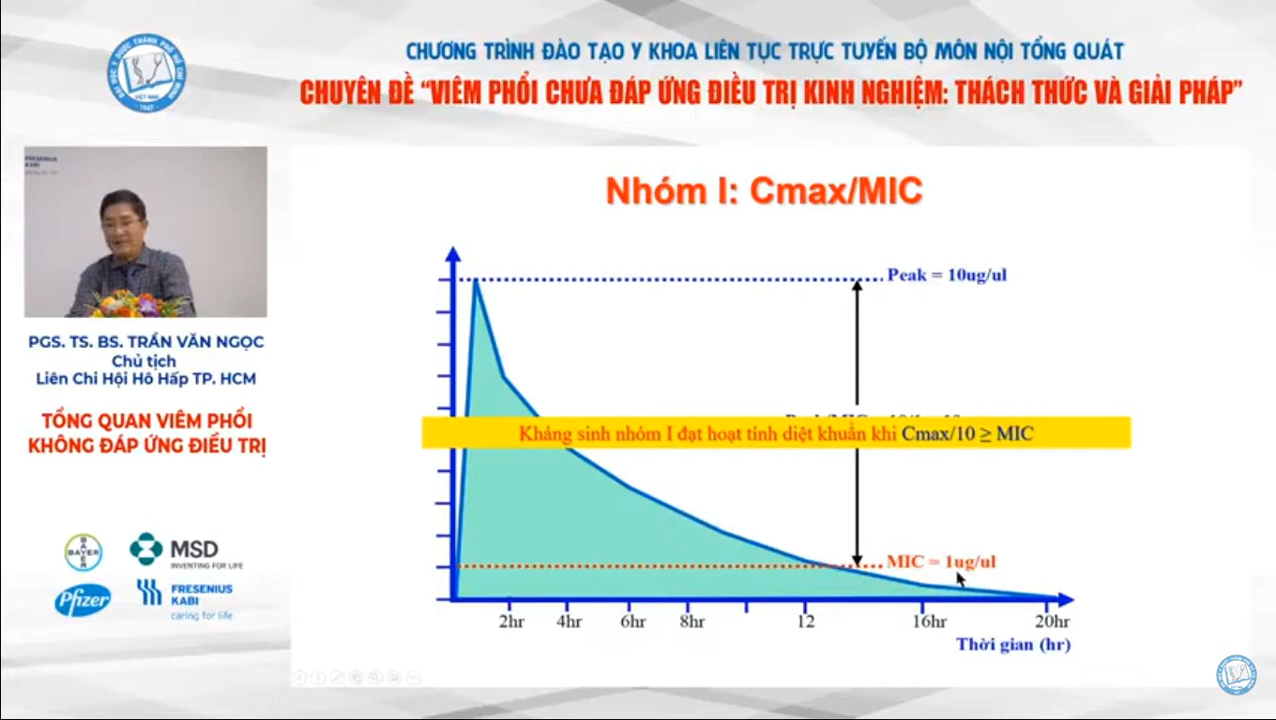 CHƯƠNG TRÌNH ĐÀO TẠO Y KHOA LIÊN TỤC TRỰC TUYẾN BỘ MÔN NỘI TỔNG QUÁT
CHUYÊN ĐỀ “VIÊM PHỔI CHƯA ĐÁP ỨNG ĐIỀU TRỊ KINH NGHIỆM: THÁCH THỨC VÀ GIẢI PHÁP”
FRESENIUS
KABI
PGS. TS. BS. TRẦN VĂN NGỌC
Chủ tịch
Liên Chi Hội Hô Hấp TP. HCM
TỔNG QUAN VIÊM PHỔI
KHÔNG ĐÁP ỨNG ĐIỀU TRỊ
BAYER
BAYER
MSD
INVENTING FOR LIFE
Pfizer
FRESENIUS
KABI
caring for life
Nhóm I: Cmax/MIC
Peak = 10ug/ul
Kháng sinh nhóm I đạt hoạt tính diệt khuẩn khi Cmax/10 ≥ MIC
MIC = 1ug/ul
2hr 4hr 6hr 8hr 12 16hr 20hr
Thời gian (hr)